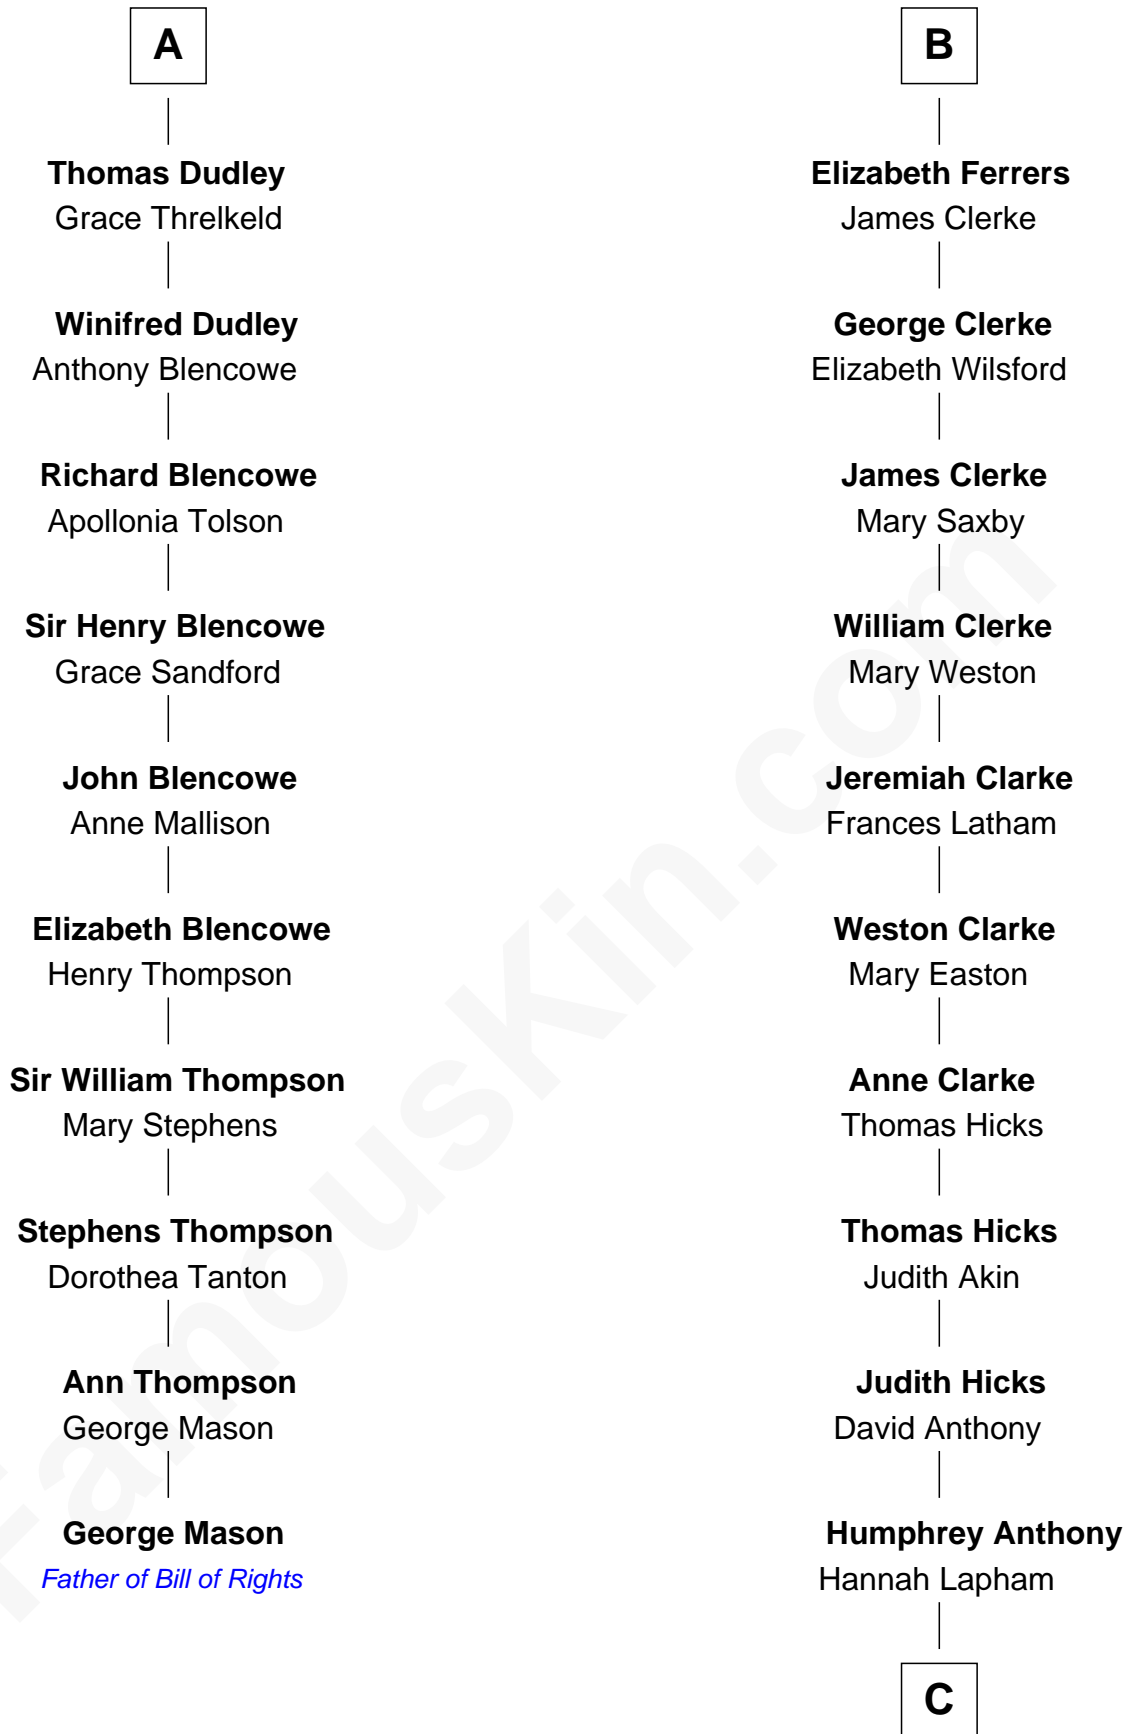 A
Thomas Dudley
Grace Threlkeld
Winifred Dudley
Anthony Blencowe
Richard Blencowe
Apollonia Tolson
Sir Henry Blencowe
Grace Sandford
John Blencowe
Anne Mallison
Elizabeth Blencowe
Henry Thompson
Sir William Thompson
Mary Stephens
Stephens Thompson
Dorothea Tanton
Ann Thompson
George Mason
George Mason
Father of Bill of Rights
B
Elizabeth Ferrers
James Clerke
George Clerke
Elizabeth Wilsford
James Clerke
Mary Saxby
William Clerke
Mary Weston
Jeremiah Clarke
Frances Latham
Weston Clarke
Mary Easton
Anne Clarke
Thomas Hicks
Thomas Hicks
Judith Akin
Judith Hicks
David Anthony
Humphrey Anthony
Hannah Lapham
C
FamousKin.com